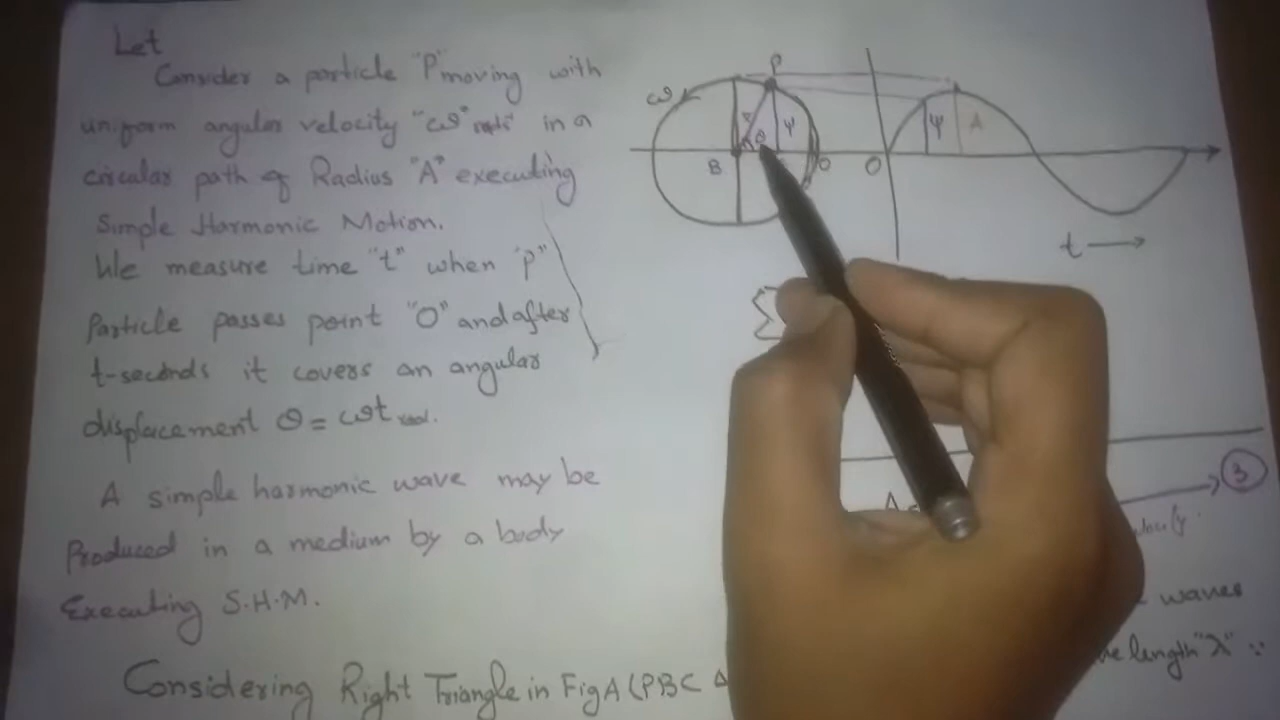 Let
Consider a particle "P" moving with
uniform angular velocity "ω" in a
circular path of Radius "A" executing
Simple Harmonic Motion.
We measure time "t" when "p"
Particle passes point "O" and after
t-seconds it covers an angular
displacement θ = ωt rad.
A simple harmonic wave may be
Produced in a medium by a body
Executing S.H.M.
Considering Right Triangle in Fig A (PBC Δ
P
ω
θ
ψ
B
O
O
ψ
A
t →
3
waves
length "λ" ∵